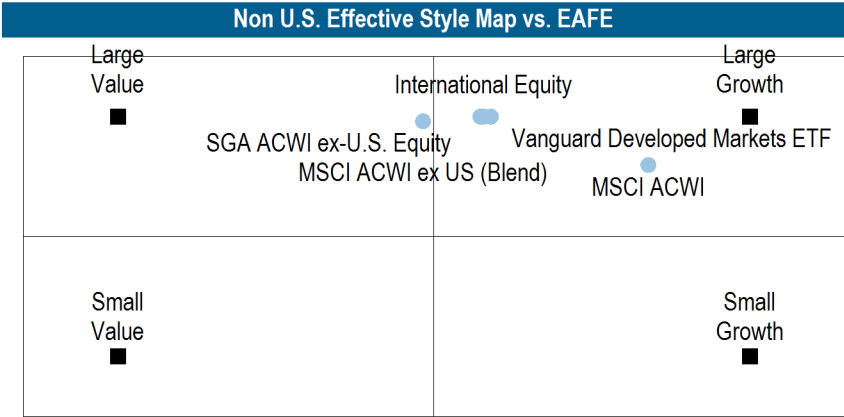 Non U.S. Effective Style Map vs. EAFE
Large
Value
Large
Growth
International Equity
SGA ACWI ex-U.S. Equity
Vanguard Developed Markets ETF
MSCI ACWI ex US (Blend)
MSCI ACWI
Small
Value
Small
Growth